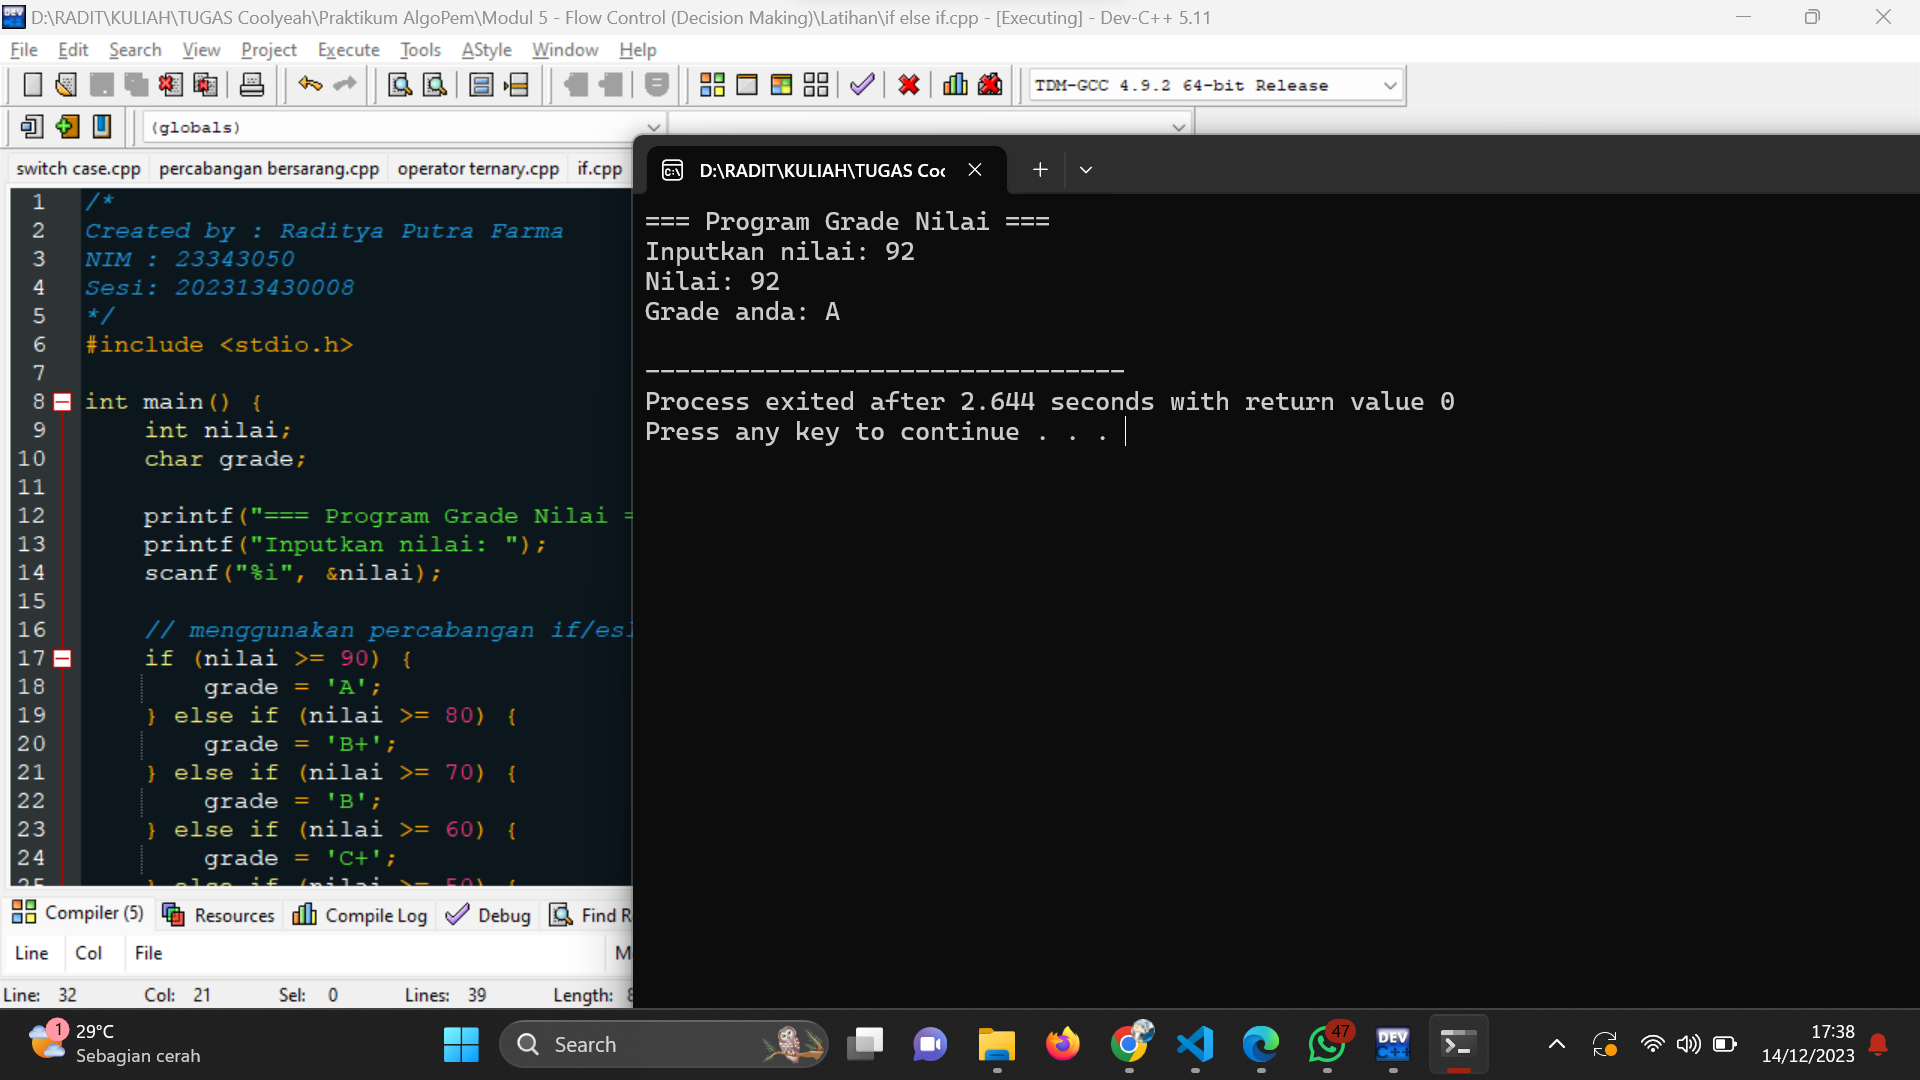 D:\RADIT\KULIAH\TUGAS Coolyeah\Praktikum AlgoPem\Modul 5 - Flow Control (Decision Making)\Latihan\if else if.cpp - [Executing] - Dev-C++ 5.11
File Edit Search View Project Execute Tools AStyle Window Help
TDM-GCC 4.9.2 64-bit Release
(globals)
switch case.cpp percabangan bersarang.cpp operator ternary.cpp if.cpp
1 /*
2 Created by : Raditya Putra Farma
3 NIM : 23343050
4 Sesi: 202313430008
5 */
6 #include <stdio.h>
7
8 int main() {
9 int nilai;
10 char grade;
11
12 printf("=== Program Grade Nilai =
13 printf("Inputkan nilai: ");
14 scanf("%i", &nilai);
15
16 // menggunakan percabangan if/esl
17 if (nilai >= 90) {
18 grade = 'A';
19 } else if (nilai >= 80) {
20 grade = 'B+';
21 } else if (nilai >= 70) {
22 grade = 'B';
23 } else if (nilai >= 60) {
24 grade = 'C+';
25 } else if (nilai >= 50) {
D:\RADIT\KULIAH\TUGAS Coo
=== Program Grade Nilai ===
Inputkan nilai: 92
Nilai: 92
Grade anda: A
--------------------------------
Process exited after 2.644 seconds with return value 0
Press any key to continue . . .
Compiler (5) Resources Compile Log Debug Find R
Line Col File M
Line: 32 Col: 21 Sel: 0 Lines: 39 Length: 8
1 29°C
Sebagian cerah
Search
47
DEV C++
17:38
14/12/2023